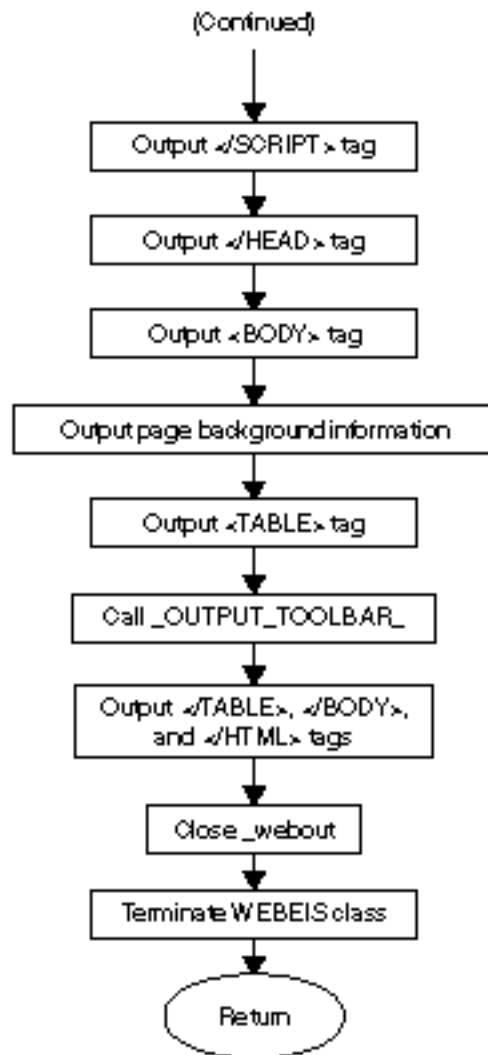 (Continued)
Output </SCRIPT> tag
Output </HEAD> tag
Output <BODY> tag
Output page background information
Output <TABLE> tag
Call _OUTPUT_TOOLBAR_
Output </TABLE>, </BODY>,
and </HTML> tags
Close _webout
Terminate WEBEIS class
Return